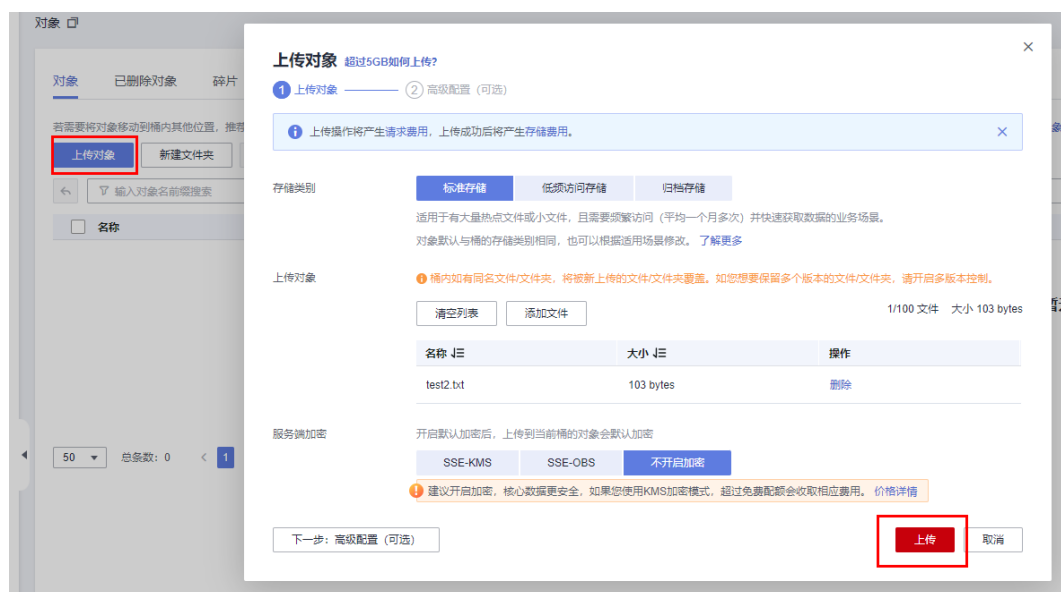 对象
对象 已删除对象 碎片
若需要将对象移动到桶内其他位置，推荐
上传对象 新建文件夹
输入对象名前缀搜索
名称
50 总条数：0 1
上传对象 超过5GB如何上传？
1 上传对象 2 高级配置（可选）
上传操作将产生请求费用，上传成功后将产生存储费用。
存储类别 标准存储 低频访问存储 归档存储
适用于有大量热点文件或小文件，且需要频繁访问（平均一个月多次）并快速获取数据的业务场景。
对象默认与桶的存储类别相同，也可以根据适用场景修改。 了解更多
上传对象 桶内如有同名文件/文件夹，将被新上传的文件/文件夹覆盖。如您想要保留多个版本的文件/文件夹，请开启多版本控制。
清空列表 添加文件 1/100 文件 大小 103 bytes
名称 大小 操作
test2.txt 103 bytes 删除
服务端加密 开启默认加密后，上传到当前桶的对象会默认加密
SSE-KMS SSE-OBS 不开启加密
建议开启加密，核心数据更安全，如果您使用KMS加密模式，超过免费配额会收取相应费用。 价格详情
下一步：高级配置（可选） 上传 取消